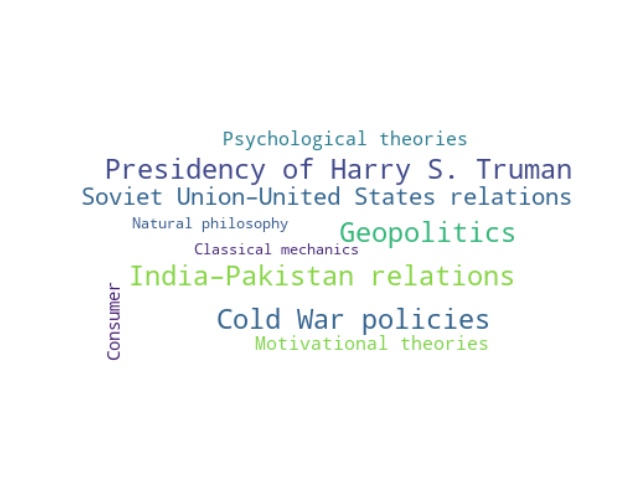 Psychological theories
Presidency of Harry S. Truman
Soviet Union–United States relations
Natural philosophy
Geopolitics
Classical mechanics
India–Pakistan relations
Consumer
Cold War policies
Motivational theories